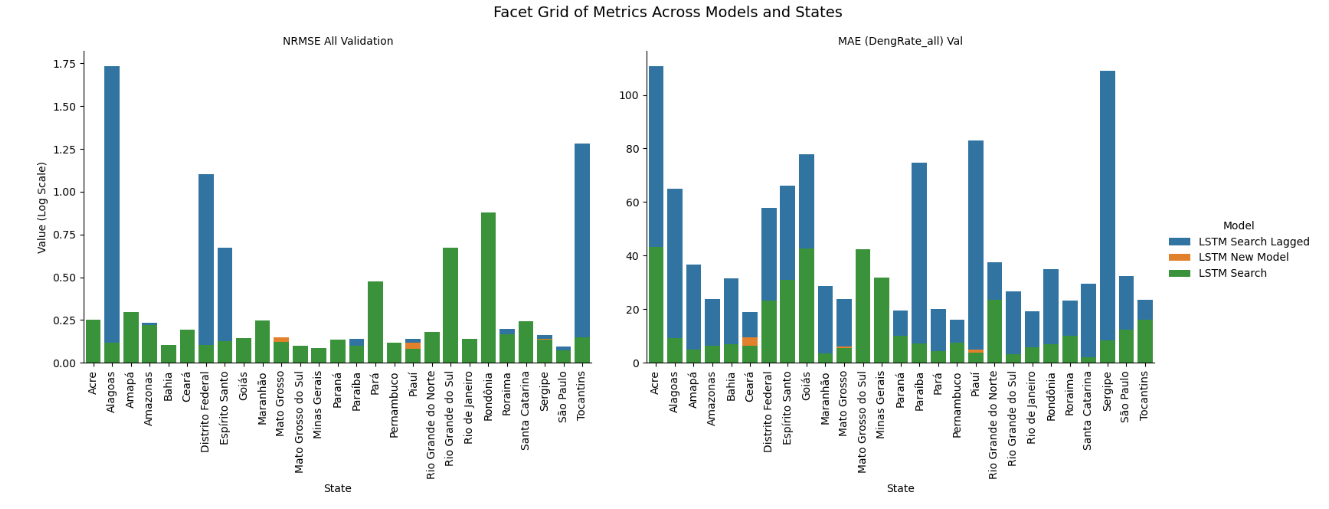 Facet Grid of Metrics Across Models and States
NRMSE All Validation
Value (Log Scale)
1.75
1.50
1.25
1.00
0.75
0.50
0.25
0.00
Acre
Alagoas
Amapá
Amazonas
Bahia
Ceará
Distrito Federal
Espírito Santo
Goiás
Maranhão
Mato Grosso
Mato Grosso do Sul
Minas Gerais
Paraná
Paraíba
Pará
Pernambuco
Piauí
Rio Grande do Norte
Rio Grande do Sul
Rio de Janeiro
Rondônia
Roraima
Santa Catarina
Sergipe
São Paulo
Tocantins
State
MAE (DengRate_all) Val
100
80
60
40
20
0
Acre
Alagoas
Amapá
Amazonas
Bahia
Ceará
Distrito Federal
Espírito Santo
Goiás
Maranhão
Mato Grosso
Mato Grosso do Sul
Minas Gerais
Paraná
Paraíba
Pará
Pernambuco
Piauí
Rio Grande do Norte
Rio Grande do Sul
Rio de Janeiro
Rondônia
Roraima
Santa Catarina
Sergipe
São Paulo
Tocantins
State
Model
LSTM Search Lagged
LSTM New Model
LSTM Search